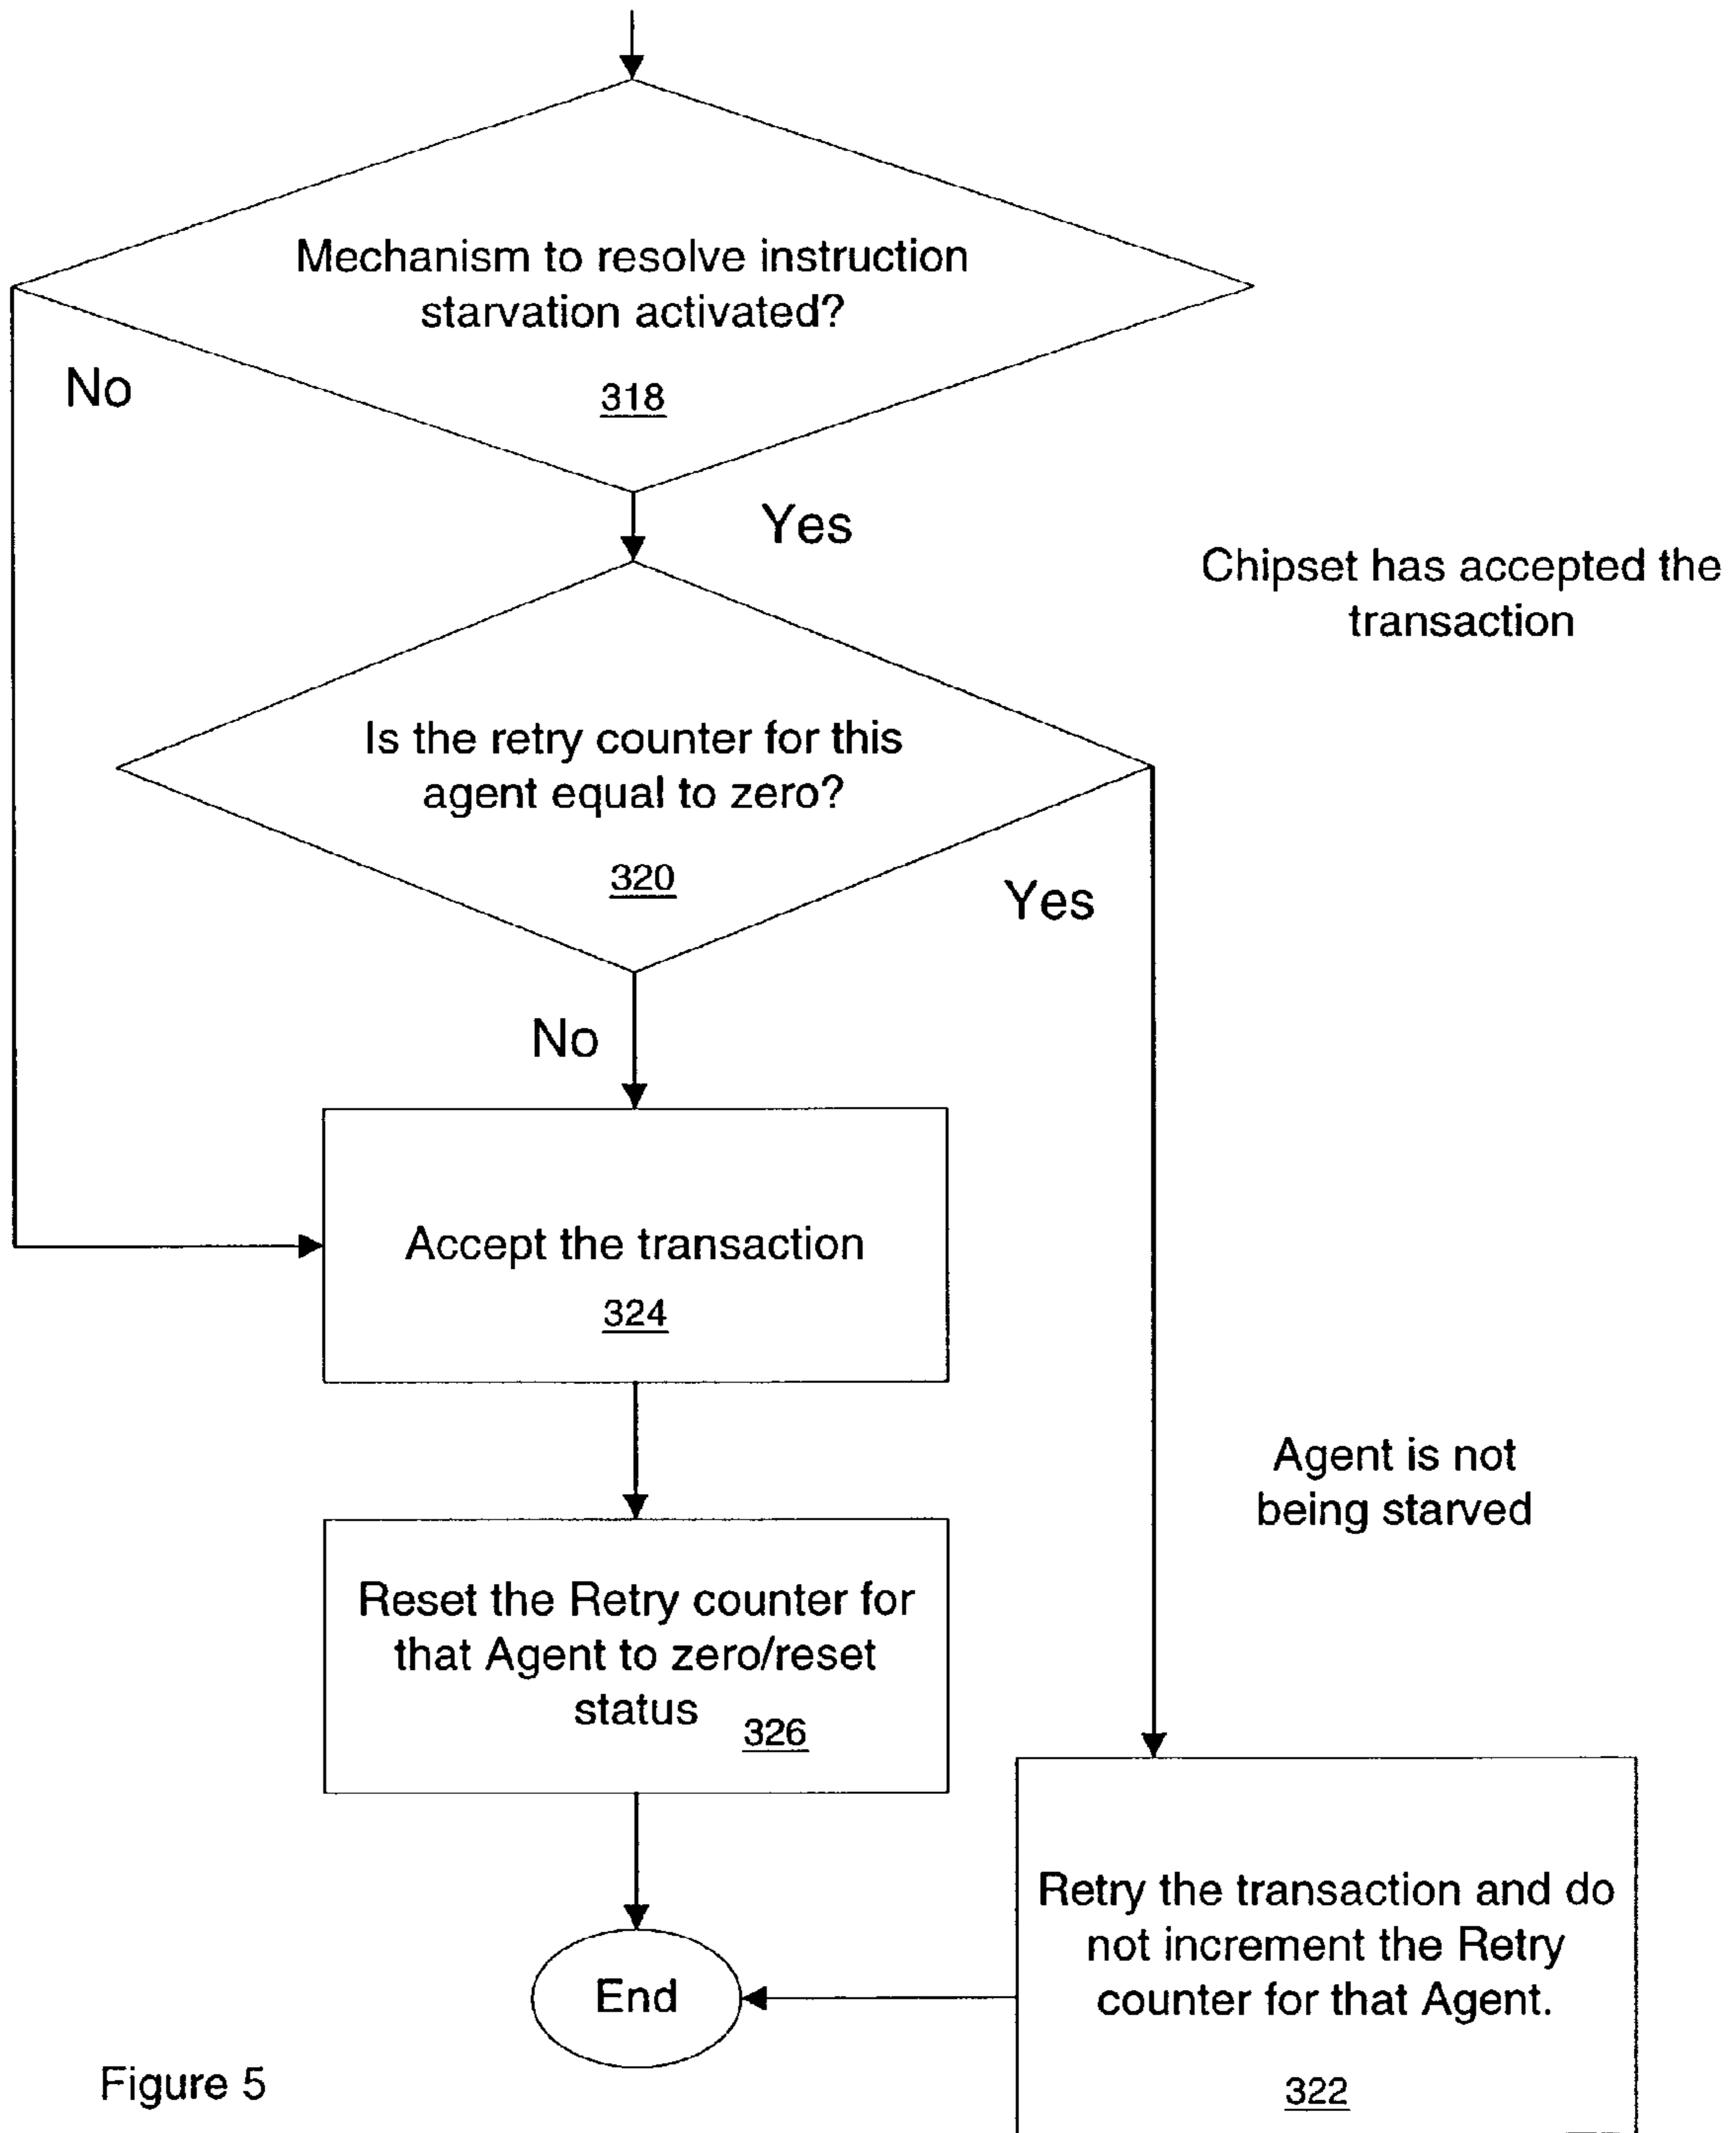 Mechanism to resolve instruction
starvation activated?
318
No
Yes
Chipset has accepted the
transaction
Is the retry counter for this
agent equal to zero?
320
Yes
No
Accept the transaction
324
Agent is not
being starved
Reset the Retry counter for
that Agent to zero/reset
status
326
Retry the transaction and do
not increment the Retry
counter for that Agent.
322
End
Figure 5